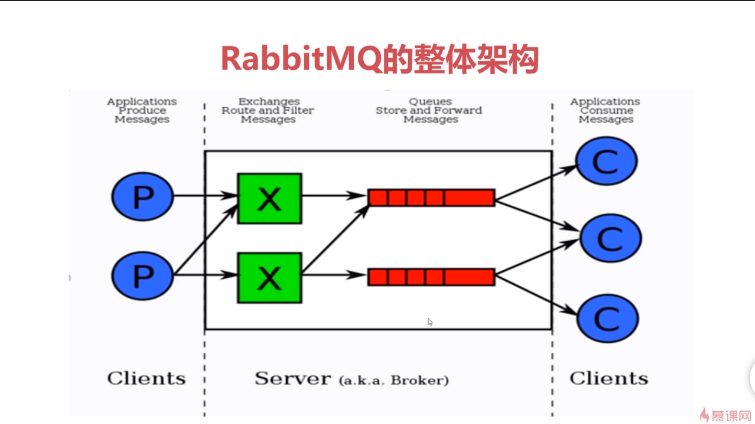 RabbitMQ的整体架构
Applications
Produce
Messages
Exchanges
Route and Filter
Messages
Queues
Store and Forward
Messages
Applications
Consume
Messages
P
X
C
P
X
C
C
Clients
Server (a.k.a. Broker)
Clients
慕课网